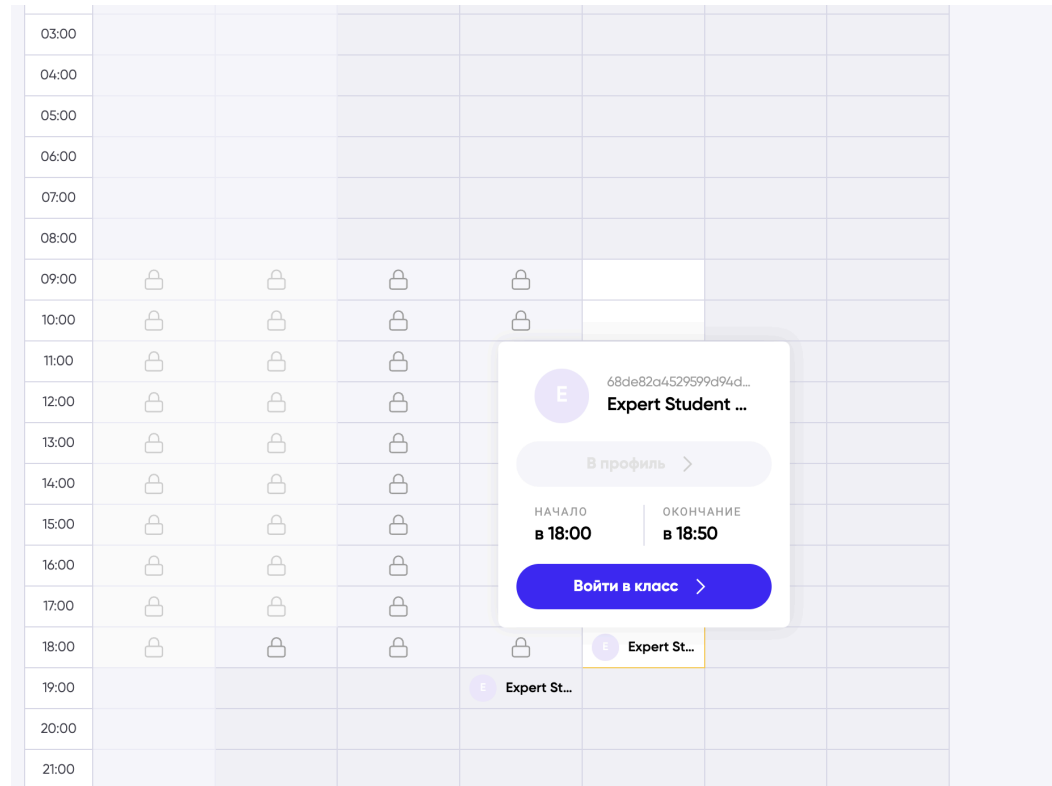 03:00
04:00
05:00
06:00
07:00
08:00
09:00
10:00
11:00
12:00
13:00
14:00
15:00
16:00
17:00
18:00
19:00
20:00
21:00
E
68de82a4529599d94d...
Expert Student ...
В профиль
НАЧАЛО
в 18:00
ОКОНЧАНИЕ
в 18:50
Войти в класс
E Expert St...
E Expert St...